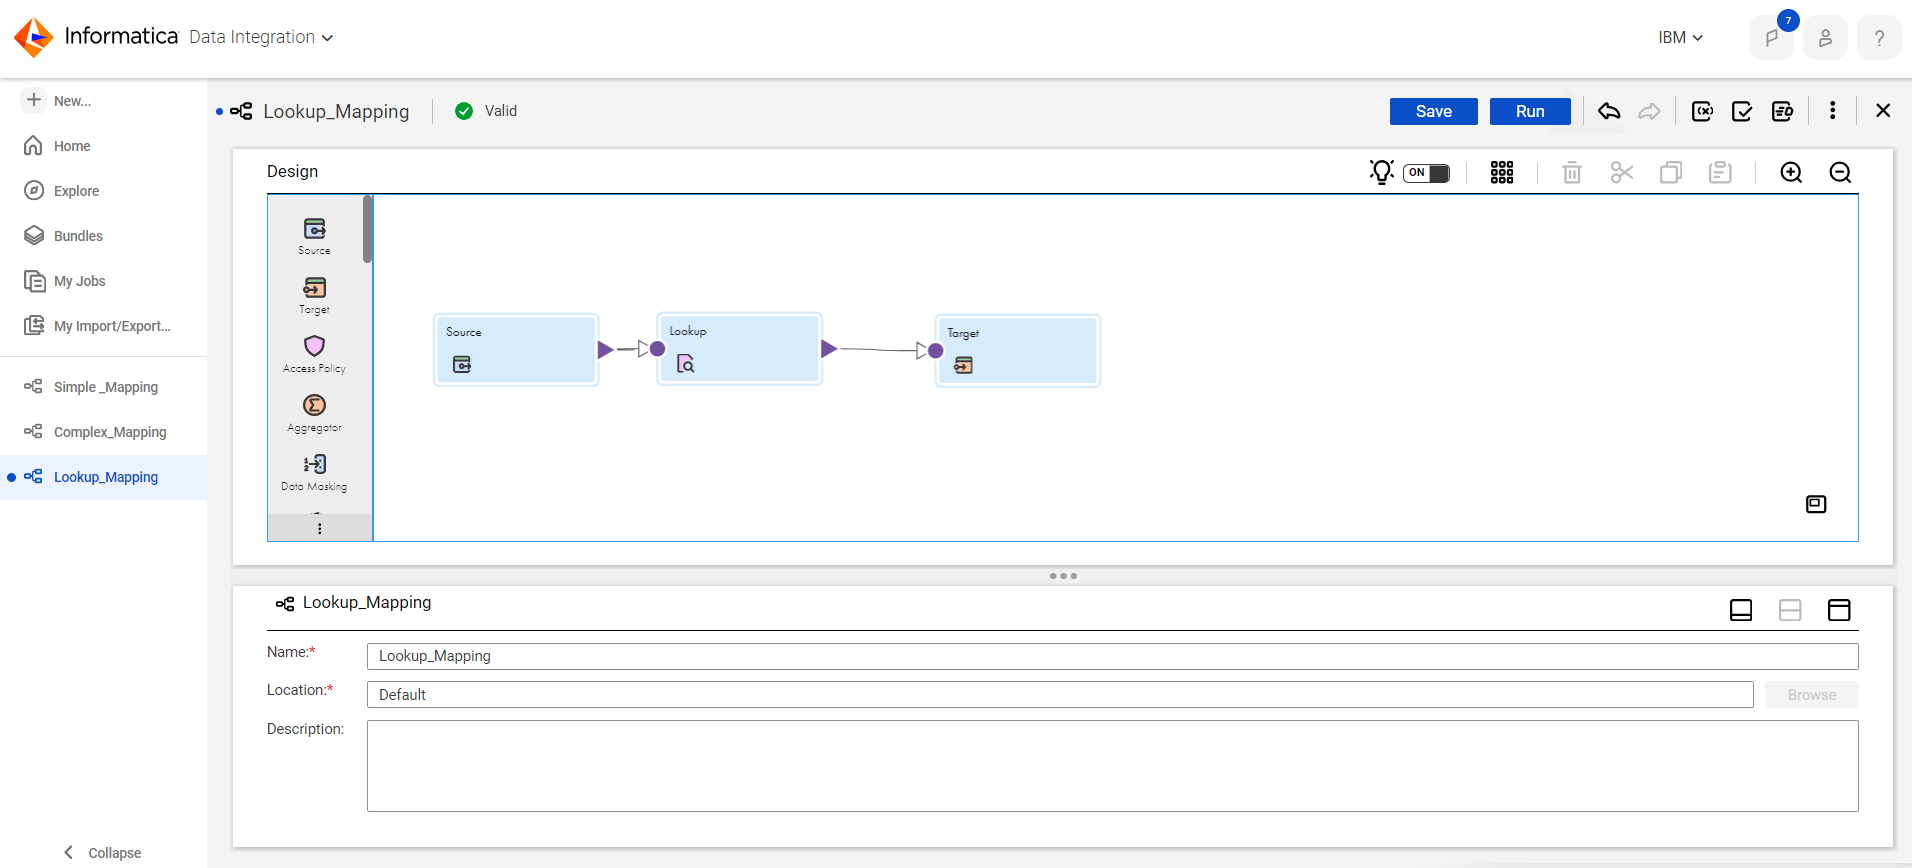 Informatica Data Integration
IBM
7
?
New...
Home
Explore
Bundles
My Jobs
My Import/Export...
Simple _Mapping
Complex_Mapping
Lookup_Mapping
Collapse
Lookup_Mapping
Valid
Save
Run
Design
ON
Source
Target
Access Policy
Aggregator
Data Masking
Source
Lookup
Target
Lookup_Mapping
Name:*
Lookup_Mapping
Location:*
Default
Browse
Description: